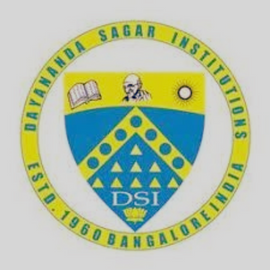 DAYANANDA SAGAR INSTITUTIONS
DSI
ESTD. 1960 BANGALORE INDIA